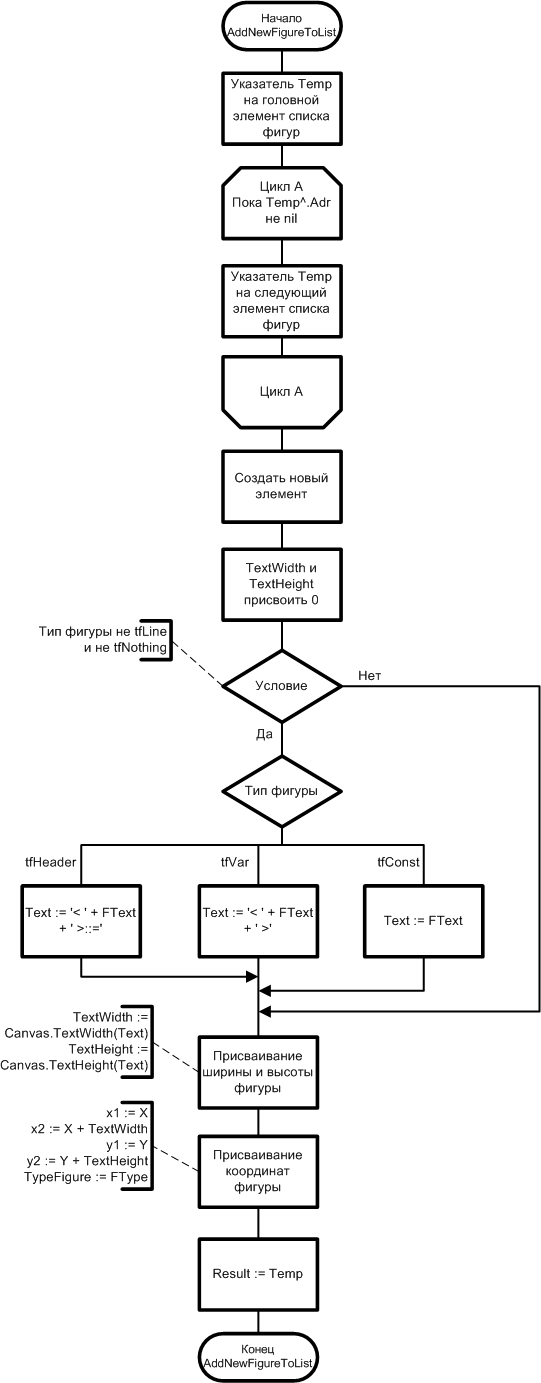 Начало
AddNewFigureToList
Указатель Temp
на головной
элемент списка
фигур
Цикл А
Пока Temp^.Adr
не nil
Указатель Temp
на следующий
элемент списка
фигур
Цикл А
Создать новый
элемент
TextWidth и
TextHeight
присвоить 0
Тип фигуры не tfLine
и не tfNothing
Условие
Нет
Да
Тип фигуры
tfHeader
tfVar
tfConst
Text := '< ' + FText
+ ' >::='
Text := '< ' + FText
+ ' >'
Text := FText
TextWidth :=
Canvas.TextWidth(Text)
TextHeight :=
Canvas.TextHeight(Text)
Присваивание
ширины и высоты
фигуры
x1 := X
x2 := X + TextWidth
y1 := Y
y2 := Y + TextHeight
TypeFigure := FType
Присваивание
координат
фигуры
Result := Temp
Конец
AddNewFigureToList